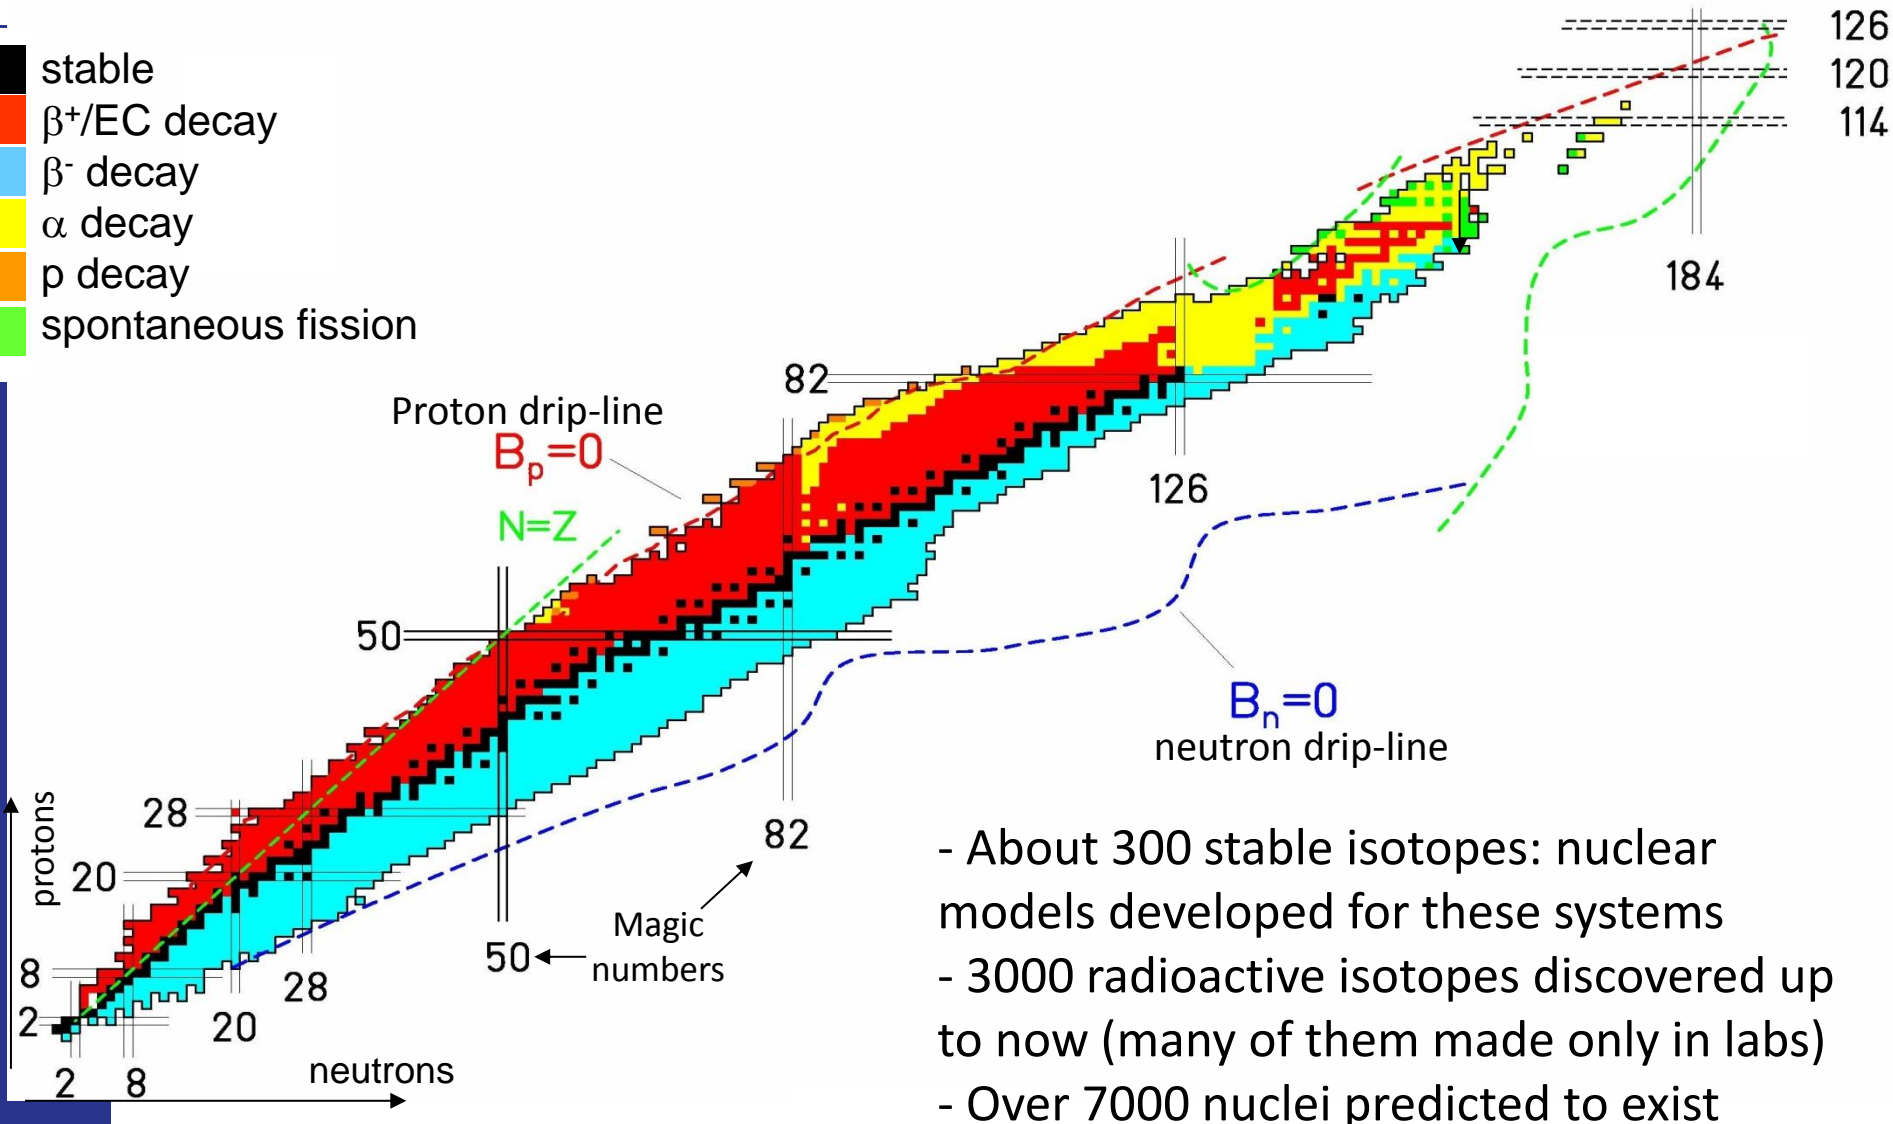 stable
β⁺/EC decay
β⁻ decay
α decay
p decay
spontaneous fission
126
120
114
184
82
Proton drip-line
Bp=0
N=Z
126
50
Bn=0
neutron drip-line
28
82
20
protons
Magic
numbers
50
8
28
2
20
neutrons
2
8
- About 300 stable isotopes: nuclear
models developed for these systems
- 3000 radioactive isotopes discovered up
to now (many of them made only in labs)
- Over 7000 nuclei predicted to exist